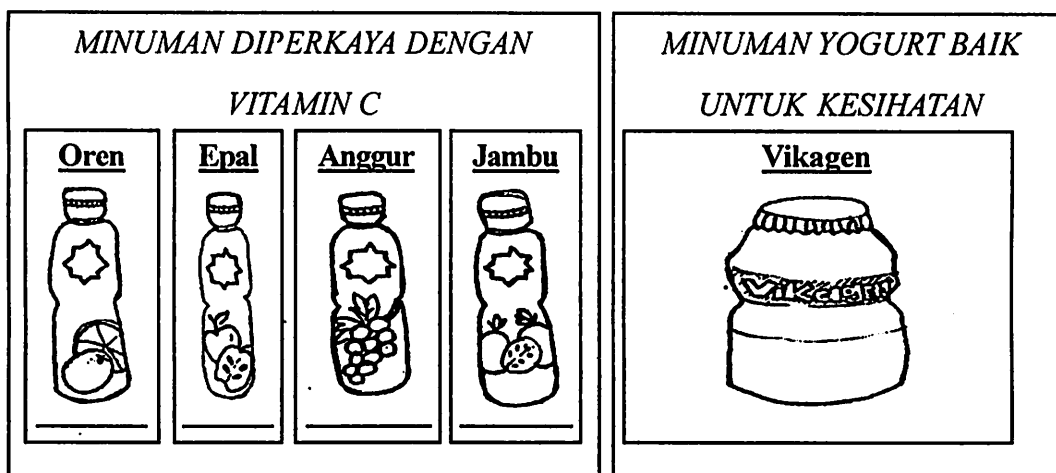 MINUMAN DIPERKAYA DENGAN
VITAMIN C
Oren
Epal
Anggur
Jambu
MINUMAN YOGURT BAIK
UNTUK KESIHATAN
Vikagen
Vikagen